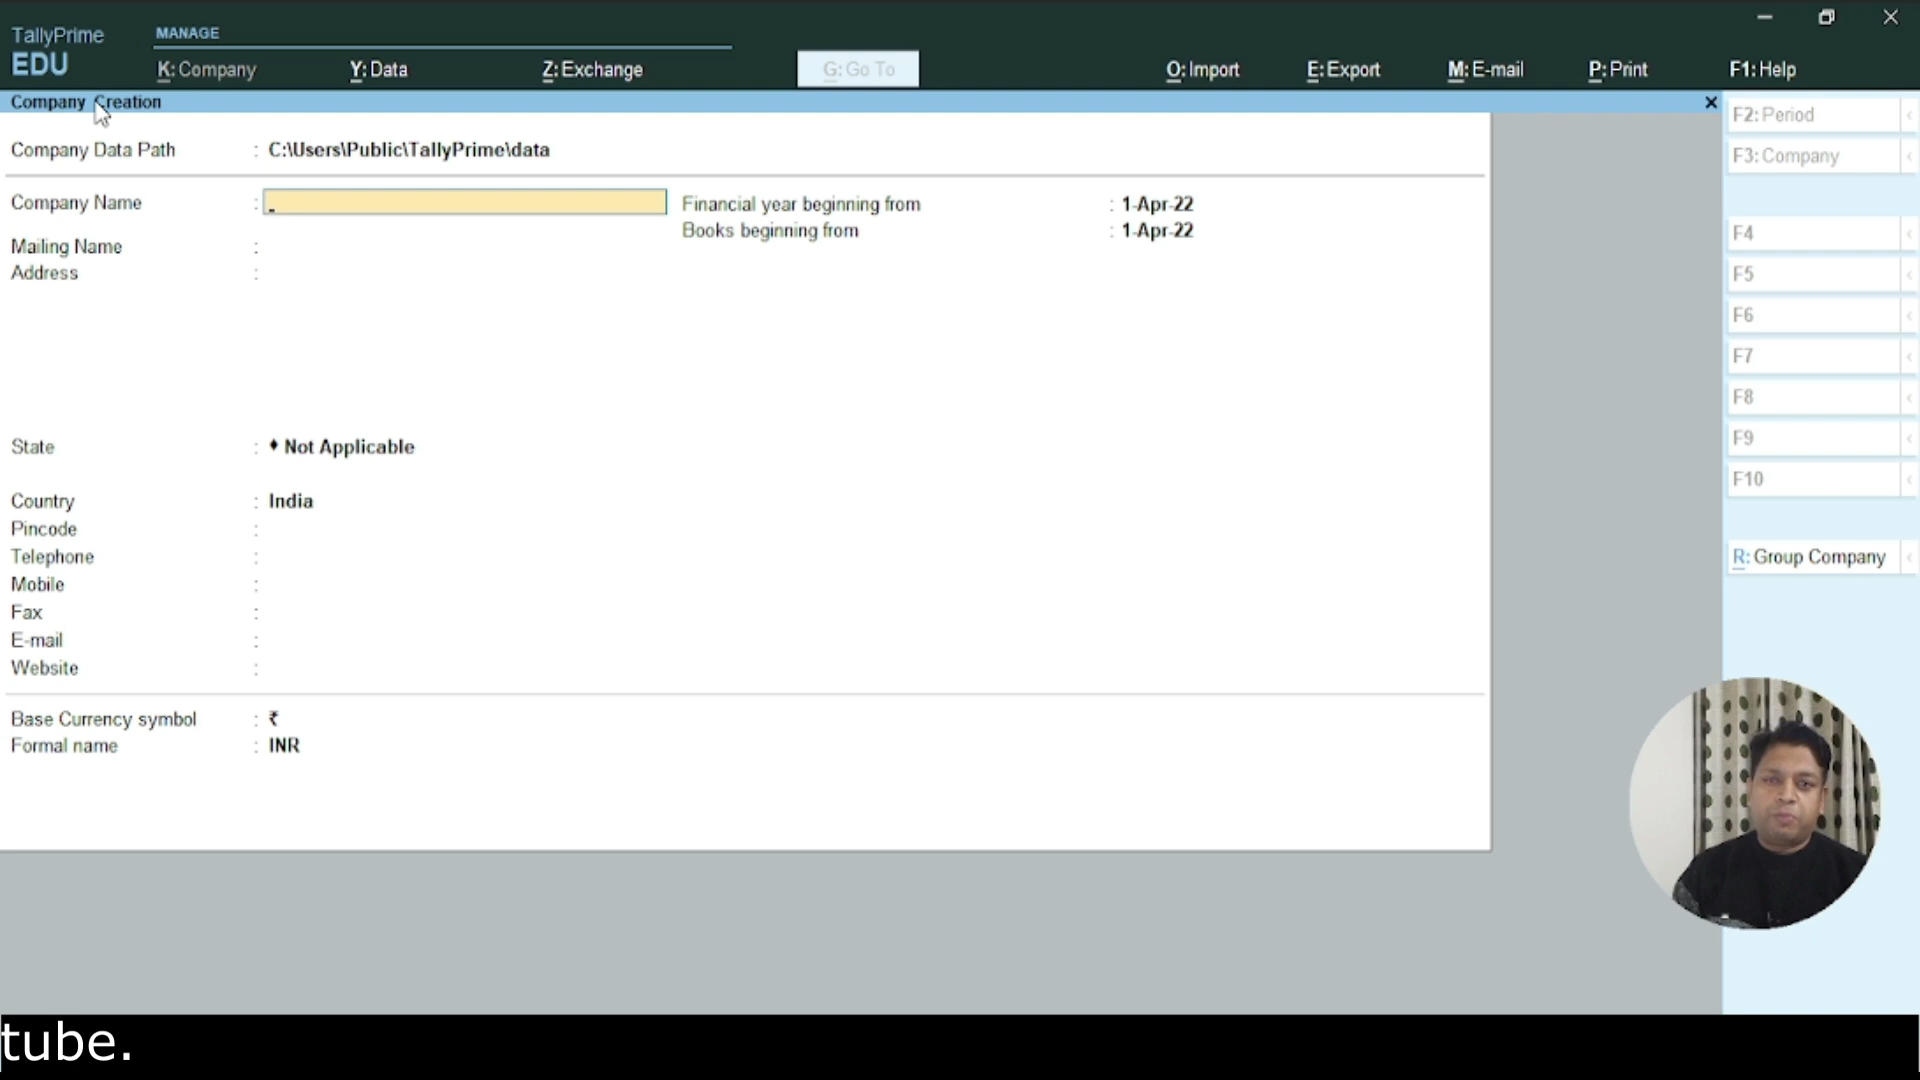 TallyPrime
EDU
MANAGE
K: Company
Y: Data
Z: Exchange
G: Go To
O: Import
E: Export
M: E-mail
P: Print
F1: Help
Company Creation
Company Data Path : C:\Users\Public\TallyPrime\data
Company Name :
Financial year beginning from : 1-Apr-22
Books beginning from : 1-Apr-22
Mailing Name :
Address :
State : ♦ Not Applicable
Country : India
Pincode :
Telephone :
Mobile :
Fax :
E-mail :
Website :
Base Currency symbol : ₹
Formal name : INR
F2: Period
F3: Company
F4
F5
F6
F7
F8
F9
F10
R: Group Company
tube.